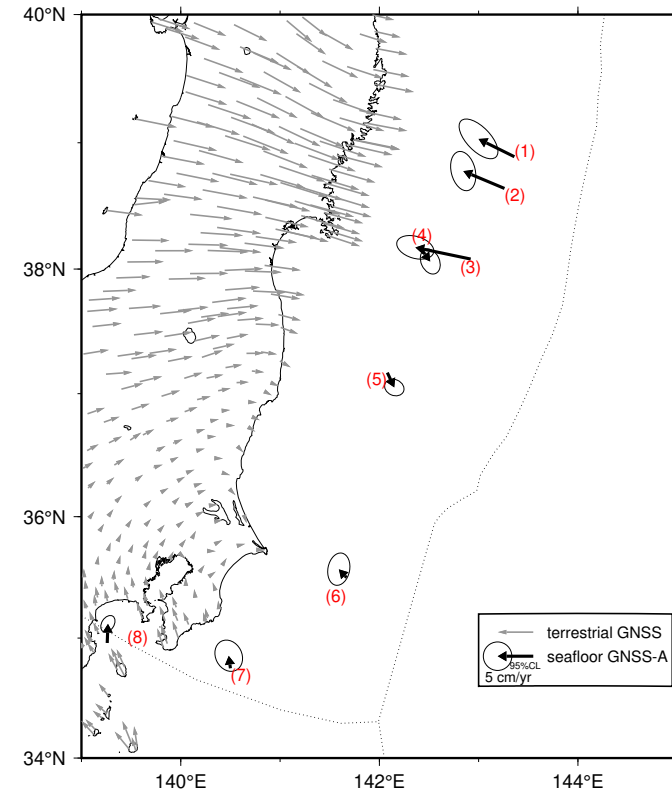 40°N
(1)
(2)
(4)
38°N
(3)
(5)
36°N
(6)
(8)
terrestrial GNSS
seafloor GNSS-A
95%CL
5 cm/yr
(7)
34°N
140°E
142°E
144°E